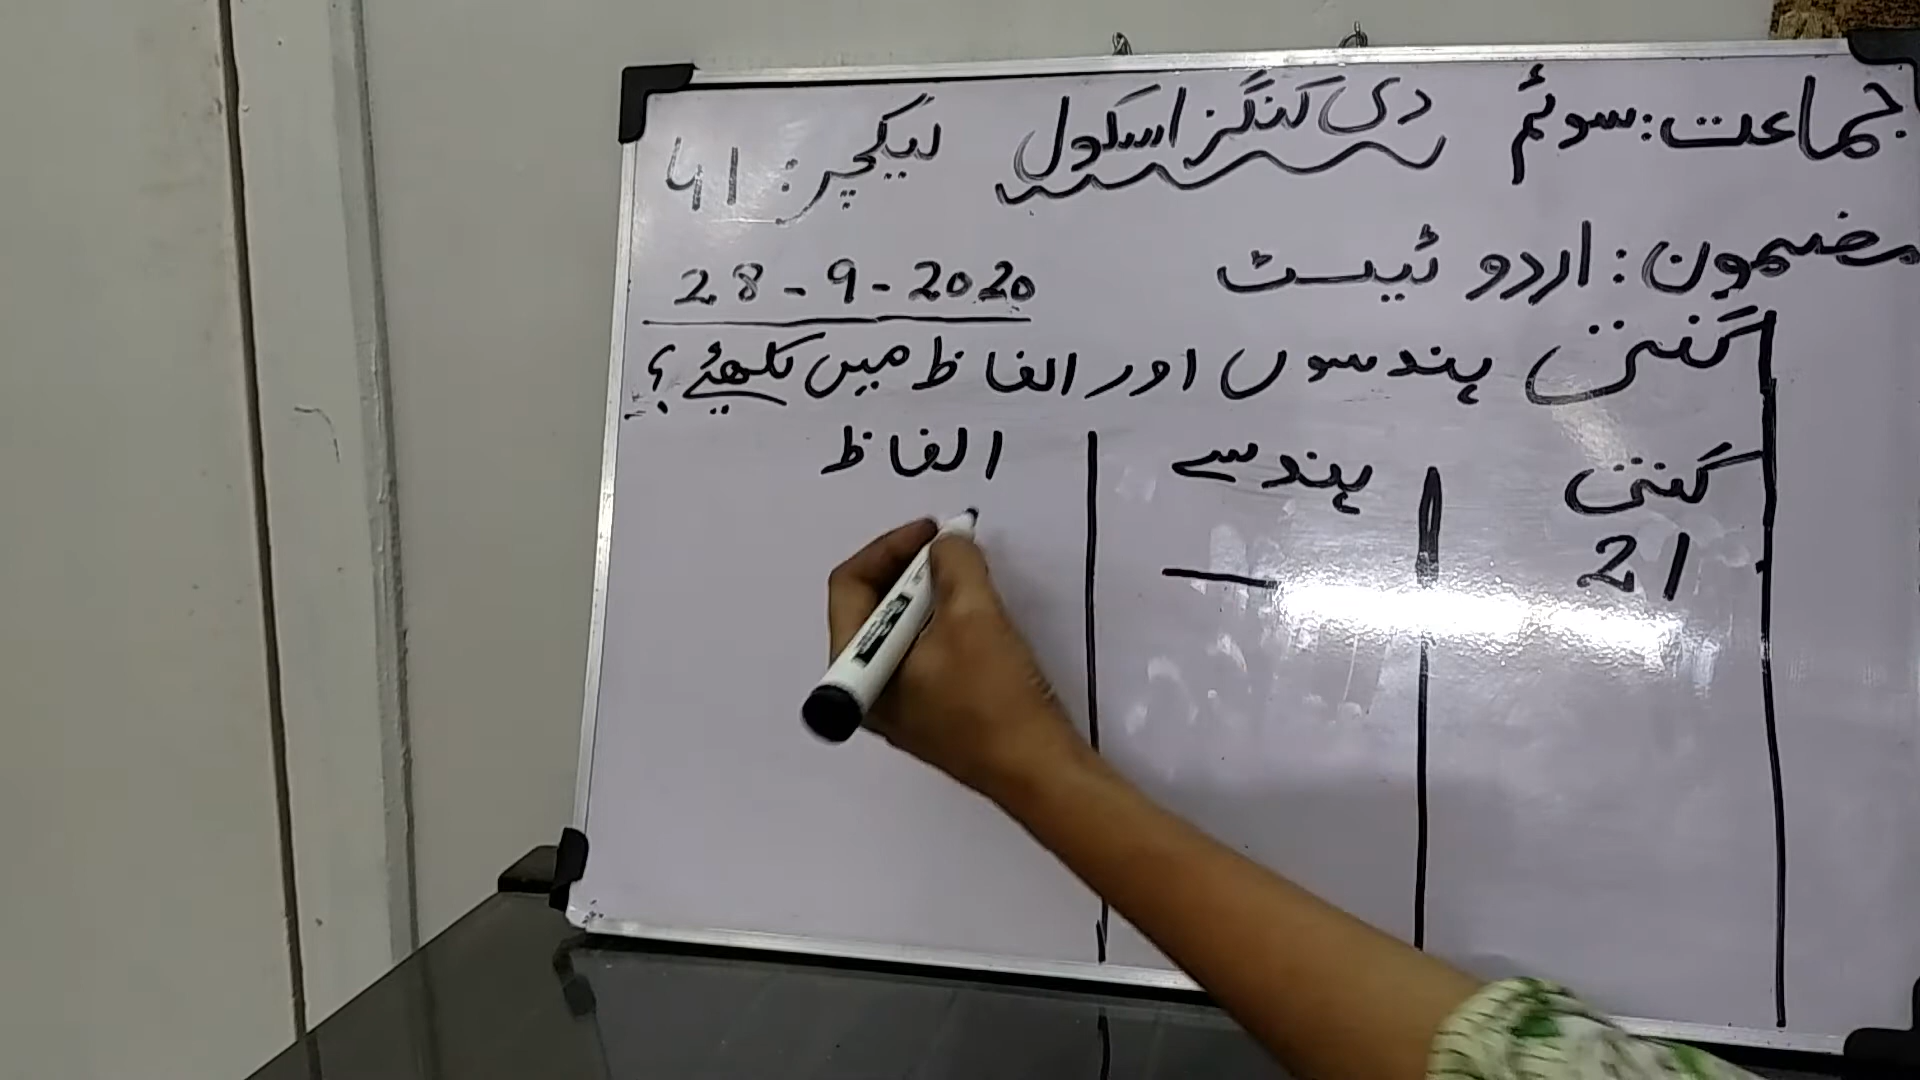 جماعت: سوئم دی کنگز اسکول لیکچر: 41
مضمون: اردو ٹیسٹ 28-9-2020
گنتی ہندسوں اور الفاظ میں لکھئے؟
گنتی ہندسے الفاظ
21 —